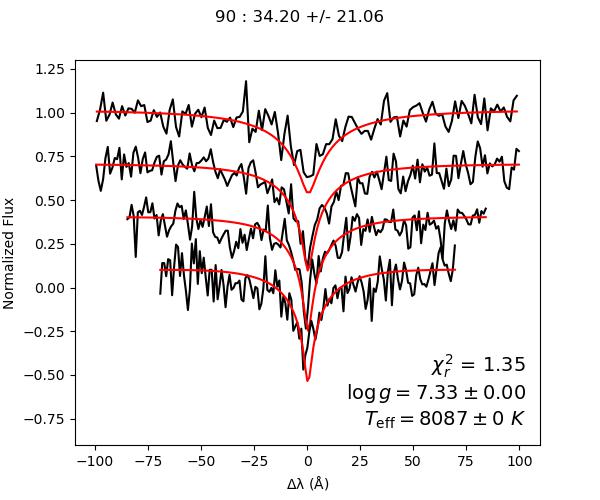 90 : 34.20 +/- 21.06
1.25
1.00
0.75
0.50
0.25
0.00
−0.25
−0.50
−0.75
Normalized Flux
χ²ᵣ = 1.35
log g = 7.33 ± 0.00
T_eff = 8087 ± 0 K
−100 −75 −50 −25 0 25 50 75 100
Δλ (Å)